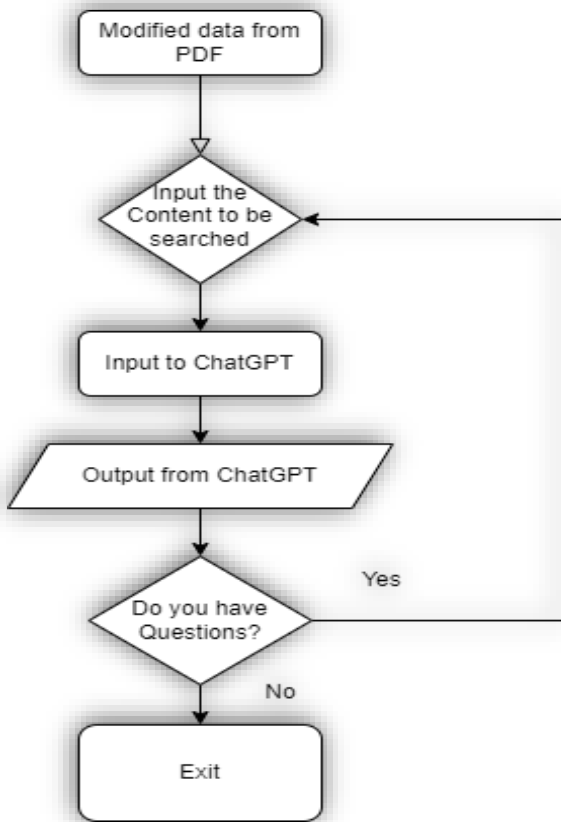 Modified data from
PDF
Input the
Content to be
searched
Input to ChatGPT
Output from ChatGPT
Do you have
Questions?
Yes
No
Exit